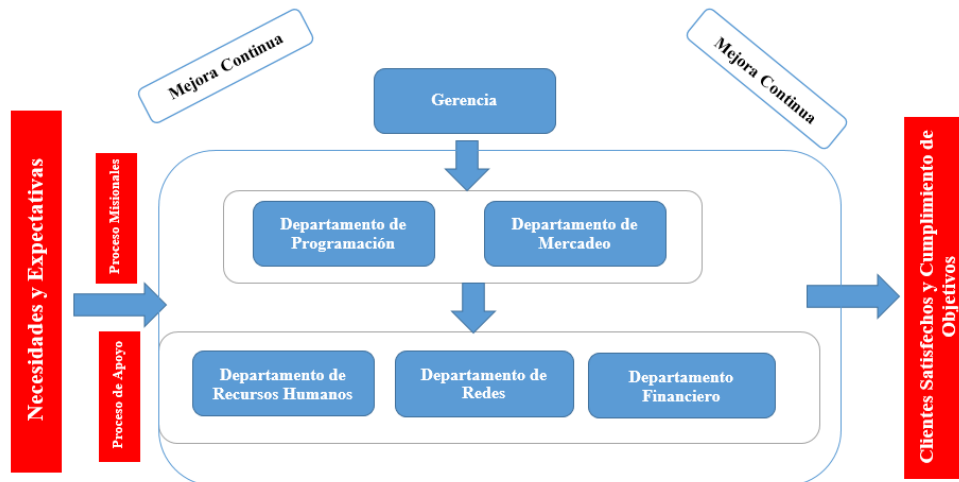 Mejora Continua
Mejora Continua
Gerencia
Necesidades y Expectativas
Proceso Misionales
Departamento de
Programación
Departamento de
Mercadeo
Proceso de Apoyo
Departamento de
Recursos Humanos
Departamento de
Redes
Departamento
Financiero
Clientes Satisfechos y Cumplimiento de
Objetivos